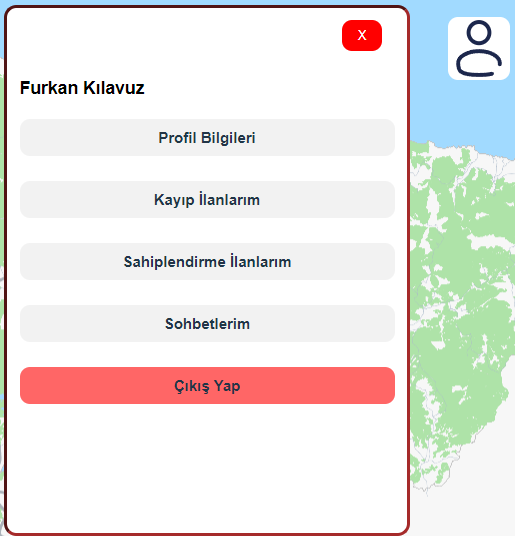 X
Furkan Kılavuz
Profil Bilgileri
Kayıp İlanlarım
Sahiplendirme İlanlarım
Sohbetlerim
Çıkış Yap